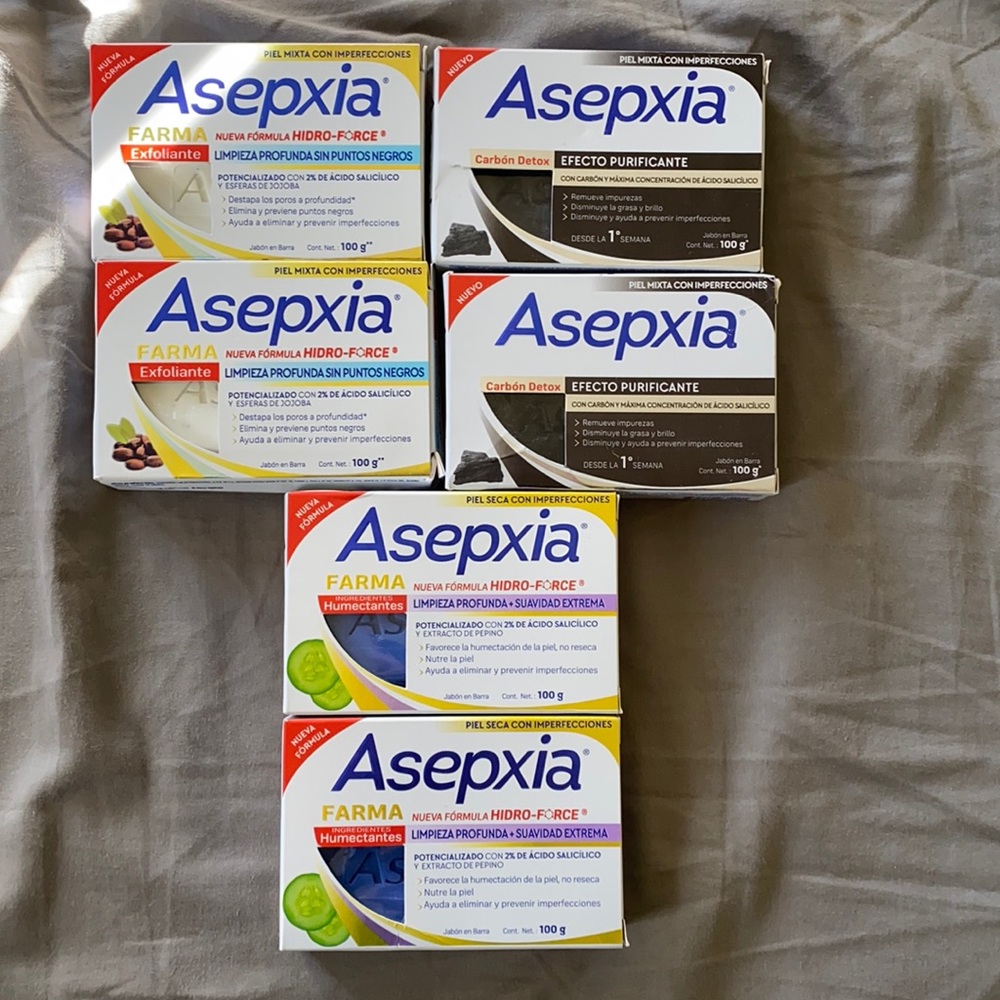 NUEVA FÓRMULA
PIEL MIXTA CON IMPERFECCIONES
Asepxia®
FARMA NUEVA FÓRMULA HIDRO-FORCE®
Exfoliante LIMPIEZA PROFUNDA SIN PUNTOS NEGROS
POTENCIALIZADO CON 2% DE ÁCIDO SALICÍLICO
Y ESFERAS DE JOJOBA
> Destapa los poros a profundidad*
> Elimina y previene puntos negros
> Ayuda a eliminar y prevenir imperfecciones
Jabón en Barra Cont. Net.: 100 g**
NUEVO
PIEL MIXTA CON IMPERFECCIONES
Asepxia®
Carbón Detox EFECTO PURIFICANTE
CON CARBÓN Y MÁXIMA CONCENTRACIÓN DE ÁCIDO SALICÍLICO
> Remueve impurezas
> Disminuye la grasa y brillo
> Disminuye y ayuda a prevenir imperfecciones
DESDE LA 1ª SEMANA
Jabón en Barra
Cont. Net.: 100 g*
NUEVA FÓRMULA
PIEL MIXTA CON IMPERFECCIONES
Asepxia®
FARMA NUEVA FÓRMULA HIDRO-FORCE®
Exfoliante LIMPIEZA PROFUNDA SIN PUNTOS NEGROS
POTENCIALIZADO CON 2% DE ÁCIDO SALICÍLICO
Y ESFERAS DE JOJOBA
> Destapa los poros a profundidad*
> Elimina y previene puntos negros
> Ayuda a eliminar y prevenir imperfecciones
Jabón en Barra Cont. Net.: 100 g**
NUEVO
PIEL MIXTA CON IMPERFECCIONES
Asepxia®
Carbón Detox EFECTO PURIFICANTE
CON CARBÓN Y MÁXIMA CONCENTRACIÓN DE ÁCIDO SALICÍLICO
> Remueve impurezas
> Disminuye la grasa y brillo
> Disminuye y ayuda a prevenir imperfecciones
DESDE LA 1ª SEMANA
Jabón en Barra
Cont. Net.: 100 g*
NUEVA FÓRMULA
PIEL SECA CON IMPERFECCIONES
Asepxia®
FARMA NUEVA FÓRMULA HIDRO-FORCE®
INGREDIENTES
Humectantes LIMPIEZA PROFUNDA + SUAVIDAD EXTREMA
POTENCIALIZADO CON 2% DE ÁCIDO SALICÍLICO
Y EXTRACTO DE PEPINO
> Favorece la humectación de la piel, no reseca
> Nutre la piel
> Ayuda a eliminar y prevenir imperfecciones
Jabón en Barra Cont. Net.: 100 g
NUEVA FÓRMULA
PIEL SECA CON IMPERFECCIONES
Asepxia®
FARMA NUEVA FÓRMULA HIDRO-FORCE®
INGREDIENTES
Humectantes LIMPIEZA PROFUNDA + SUAVIDAD EXTREMA
POTENCIALIZADO CON 2% DE ÁCIDO SALICÍLICO
Y EXTRACTO DE PEPINO
> Favorece la humectación de la piel, no reseca
> Nutre la piel
> Ayuda a eliminar y prevenir imperfecciones
Jabón en Barra Cont. Net.: 100 g